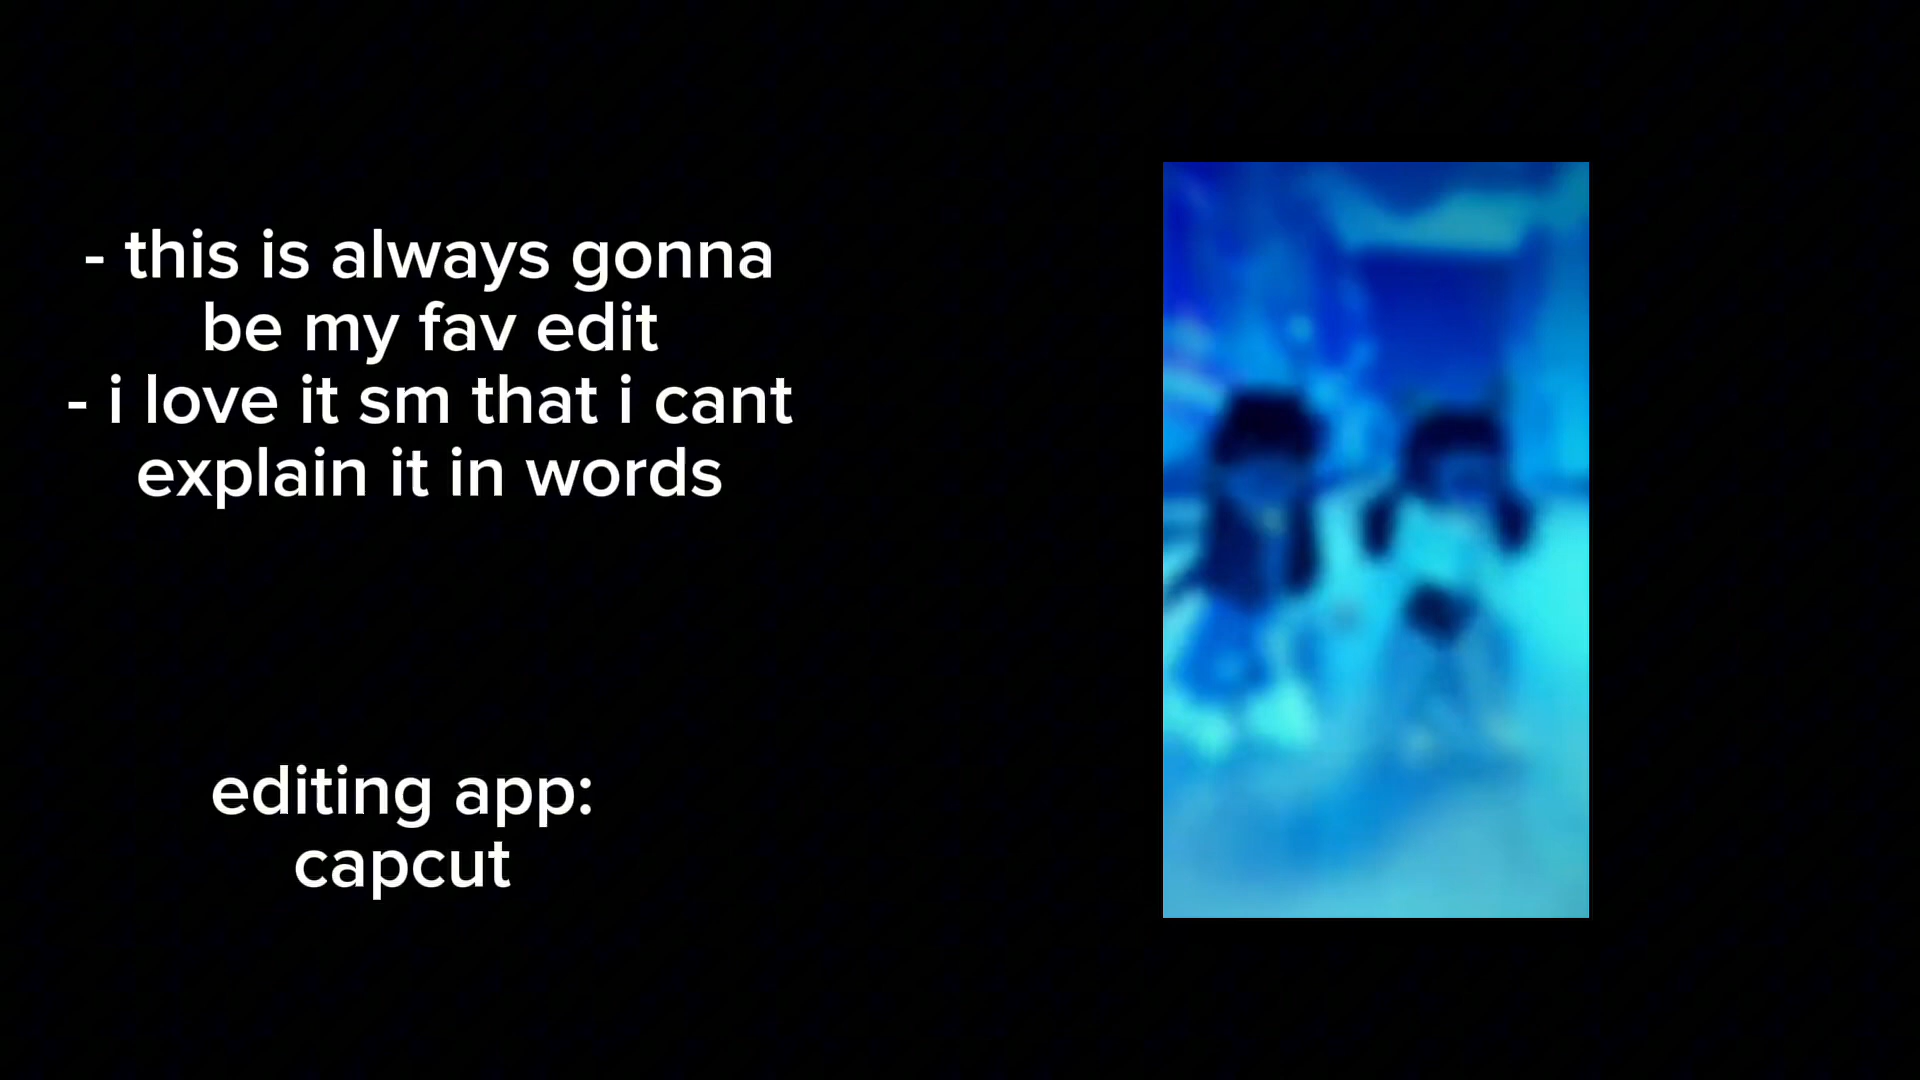 - this is always gonna
be my fav edit
- i love it sm that i cant
explain it in words
editing app:
capcut